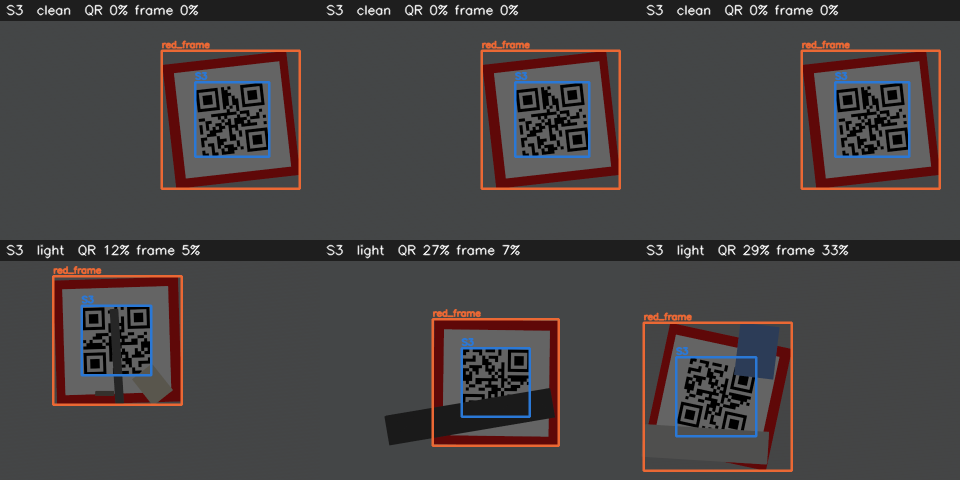 S3 clean QR 0% frame 0%
S3 clean QR 0% frame 0%
S3 clean QR 0% frame 0%
red_frame
red_frame
red_frame
S3
S3
S3
S3 light QR 12% frame 5%
S3 light QR 27% frame 7%
S3 light QR 29% frame 33%
red_frame
S3
red_frame
S3
red_frame
S3